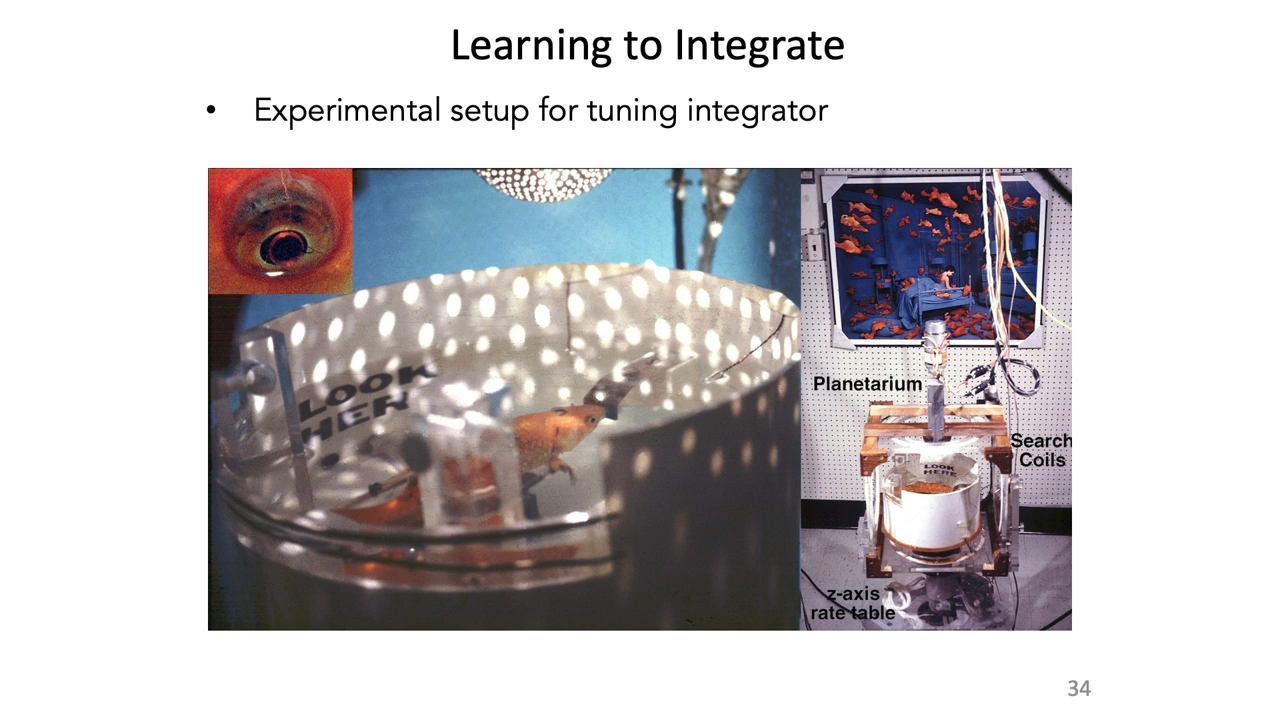 Learning to Integrate
• Experimental setup for tuning integrator
LOOK
HERE
Planetarium
Search
Coils
LOOK
HERE
z-axis
rate table
34